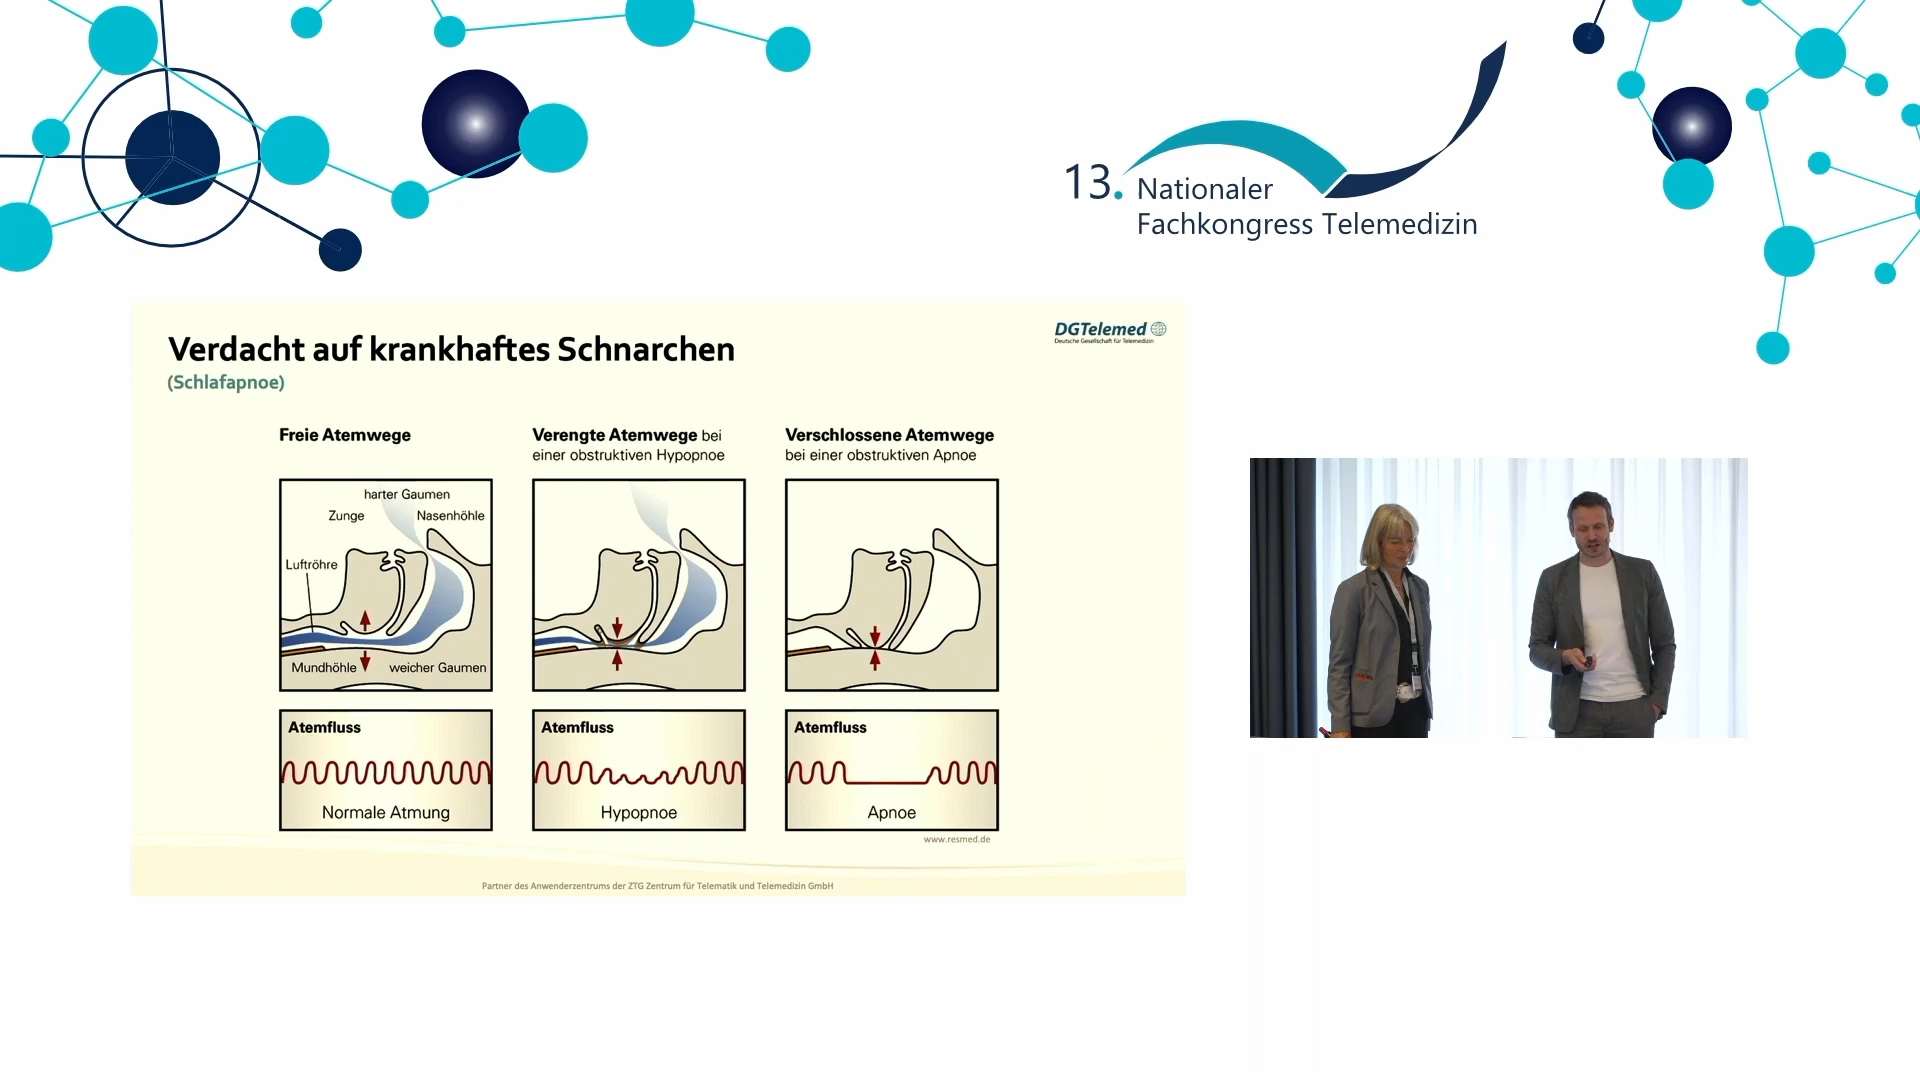 13. Nationaler
Fachkongress Telemedizin
Verdacht auf krankhaftes Schnarchen
(Schlafapnoe)
DGTelemed
Deutsche Gesellschaft für Telemedizin
Freie Atemwege
harter Gaumen
Zunge
Nasenhöhle
Luftröhre
Mundhöhle
weicher Gaumen
Atemfluss
Normale Atmung
Verengte Atemwege bei
einer obstruktiven Hypopnoe
Atemfluss
Hypopnoe
Verschlossene Atemwege
bei einer obstruktiven Apnoe
Atemfluss
Apnoe
www.resmed.de
Partner des Anwenderzentrums der ZTG Zentrum für Telematik und Telemedizin GmbH